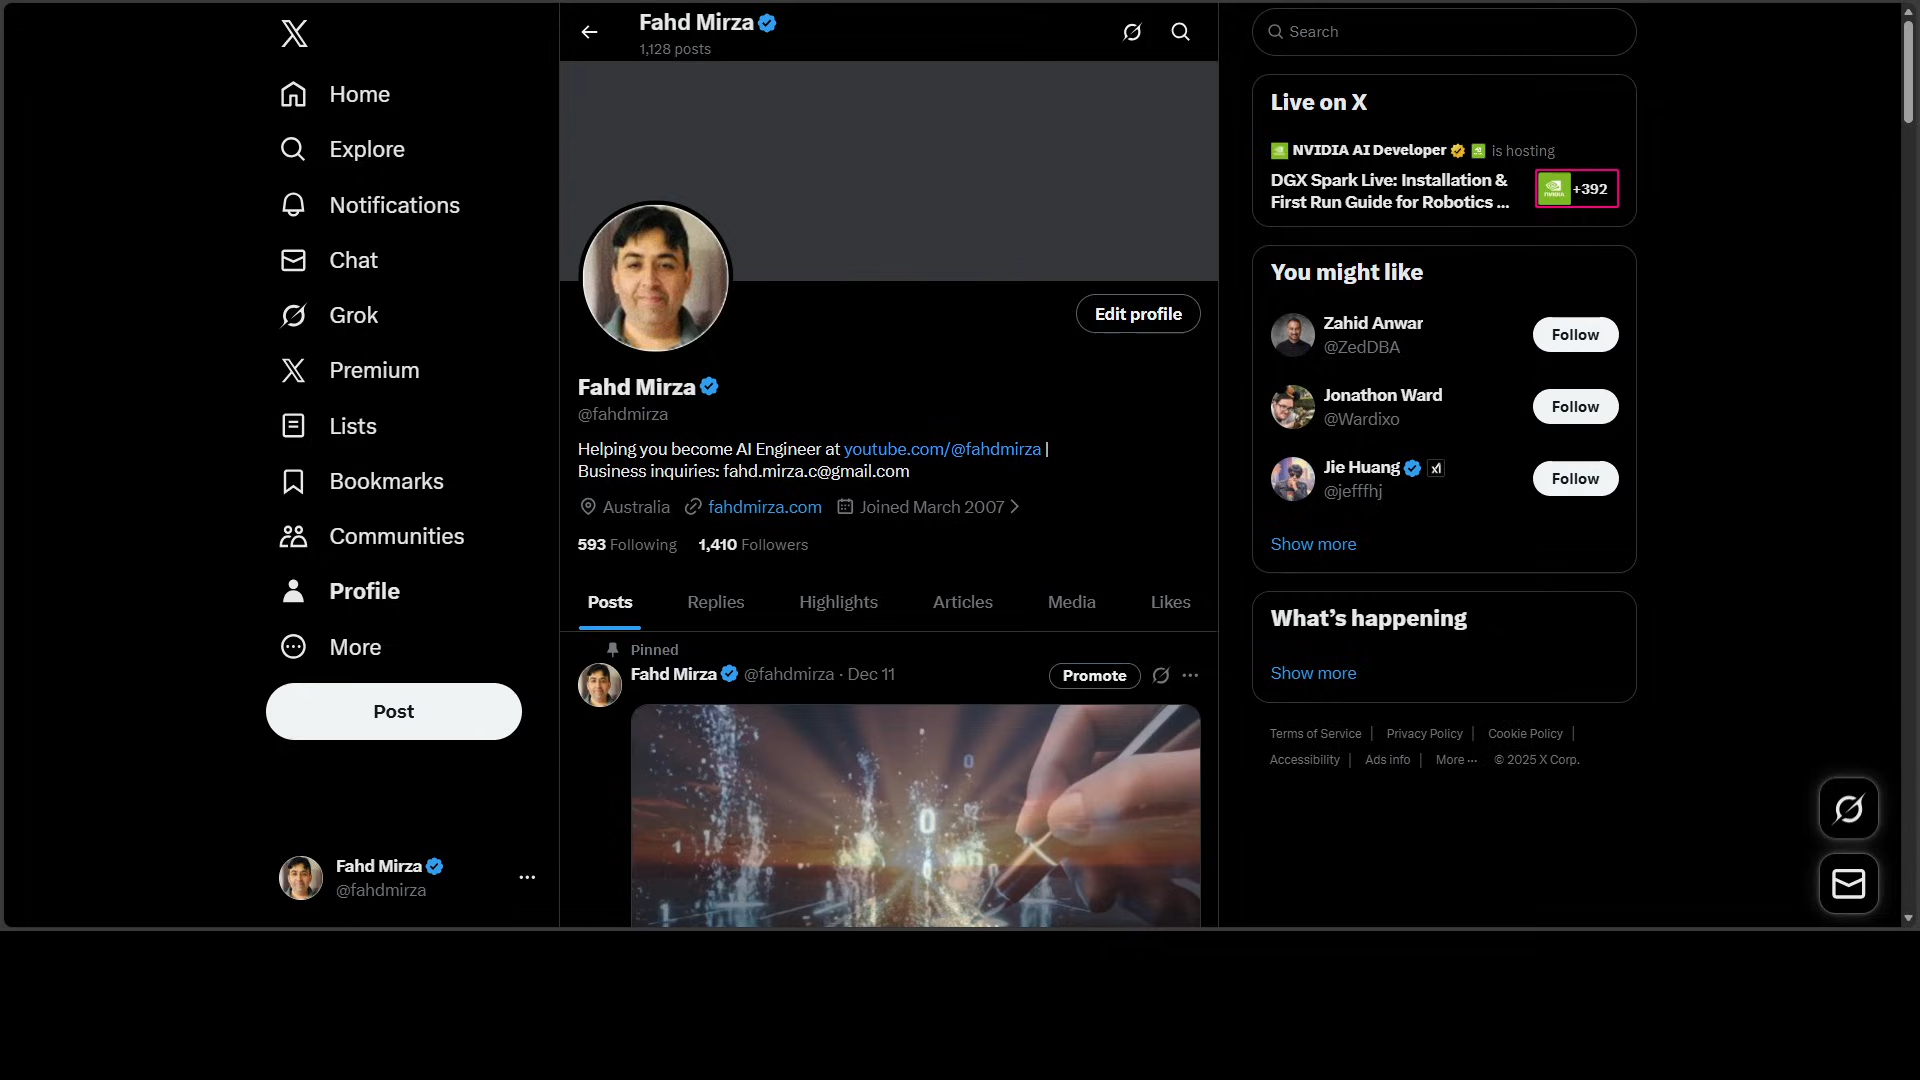 Home
Explore
Notifications
Chat
Grok
Premium
Lists
Bookmarks
Communities
Profile
More
Post
Fahd Mirza
@fahdmirza
Fahd Mirza
1,128 posts
Edit profile
Fahd Mirza
@fahdmirza
Helping you become AI Engineer at youtube.com/@fahdmirza |
Business inquiries: fahd.mirza.c@gmail.com
Australia fahdmirza.com Joined March 2007
593 Following 1,410 Followers
Posts Replies Highlights Articles Media Likes
Pinned
Fahd Mirza @fahdmirza · Dec 11
Promote
Search
Live on X
NVIDIA AI Developer is hosting
DGX Spark Live: Installation &
First Run Guide for Robotics ...
+392
You might like
Zahid Anwar
@ZedDBA
Follow
Jonathon Ward
@Wardixo
Follow
Jie Huang
@jefffhj
Follow
Show more
What’s happening
Show more
Terms of Service | Privacy Policy | Cookie Policy |
Accessibility | Ads info | More ··· © 2025 X Corp.